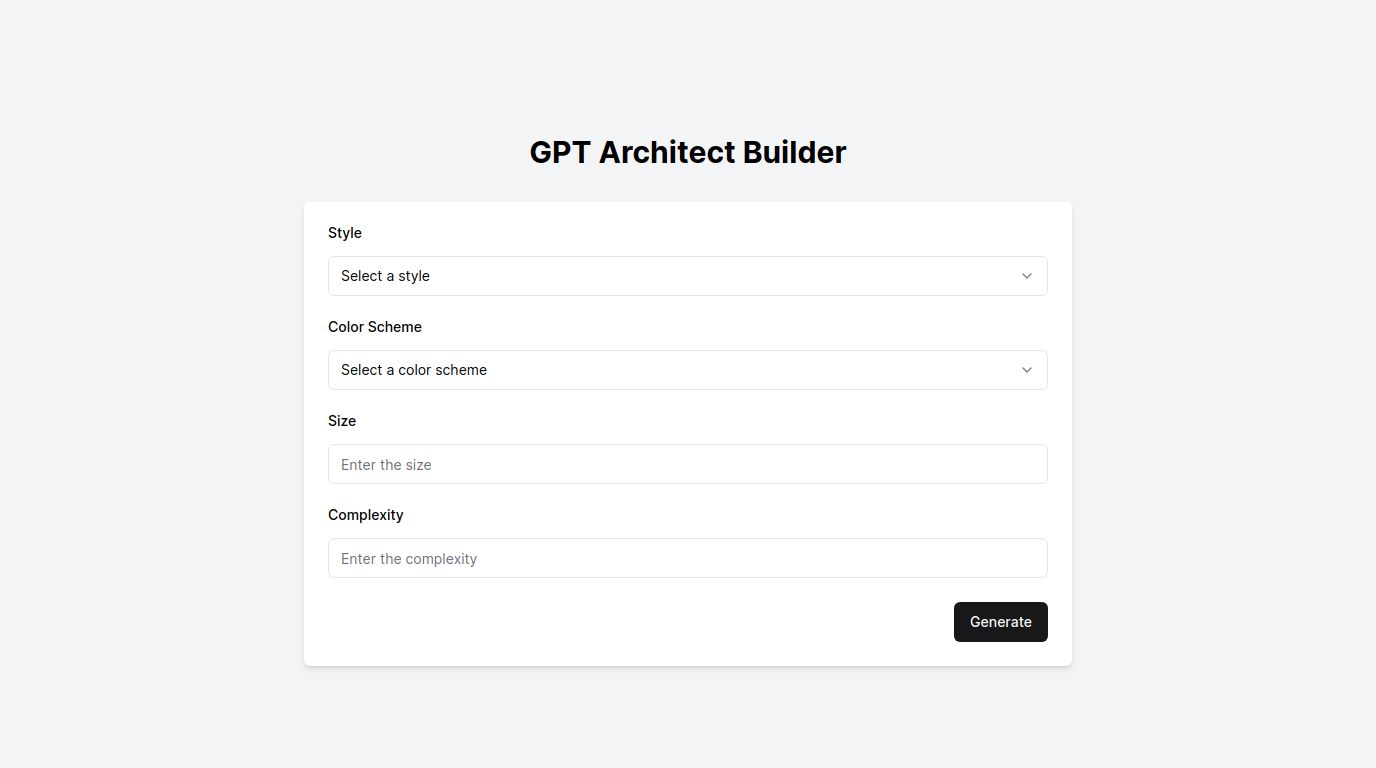 GPT Architect Builder
Style
Select a style
Color Scheme
Select a color scheme
Size
Enter the size
Complexity
Enter the complexity
Generate